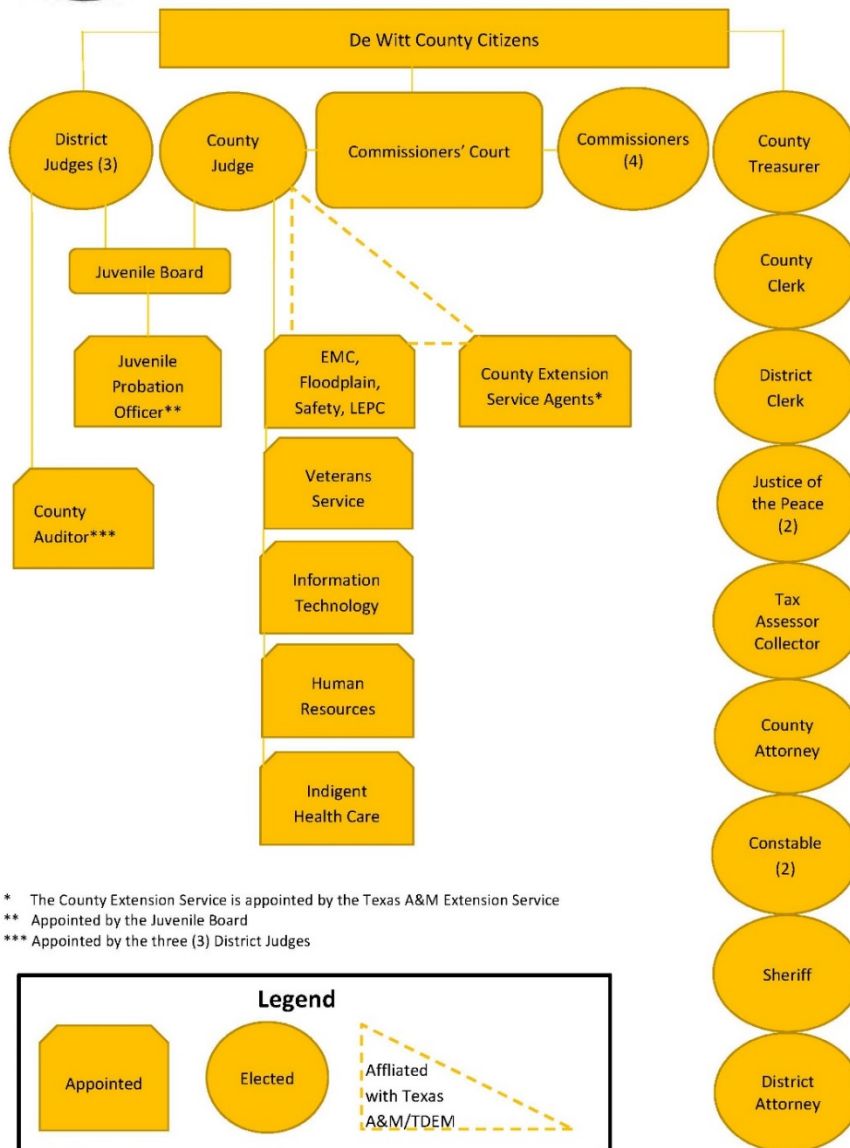 De Witt County Citizens
District
Judges (3)
County
Judge
Commissioners' Court
Commissioners
(4)
County
Treasurer
Juvenile Board
County
Clerk
Juvenile
Probation
Officer**
EMC,
Floodplain,
Safety, LEPC
County Extension
Service Agents*
District
Clerk
County
Auditor***
Veterans
Service
Justice of
the Peace
(2)
Information
Technology
Tax
Assessor
Collector
Human
Resources
County
Attorney
Indigent
Health Care
Constable
(2)
Sheriff
District
Attorney
* The County Extension Service is appointed by the Texas A&M Extension Service
** Appointed by the Juvenile Board
*** Appointed by the three (3) District Judges
Legend
Appointed
Elected
Affliated
with Texas
A&M/TDEM